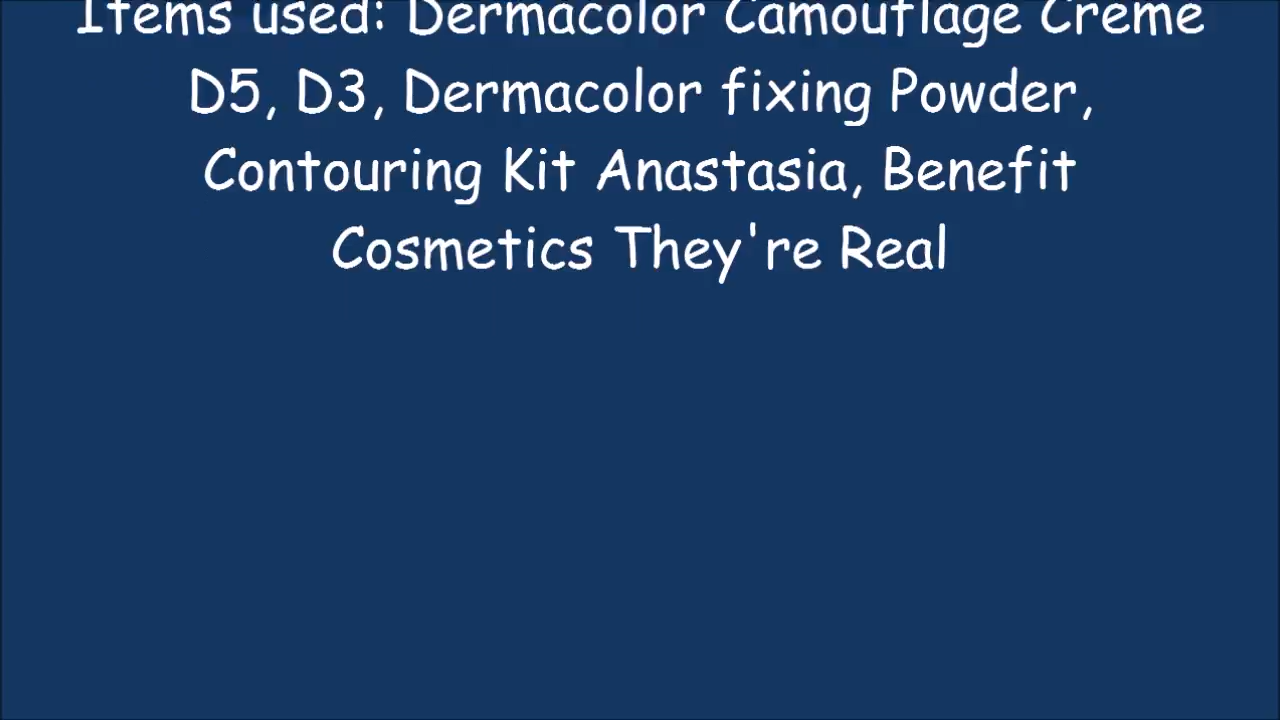 Items used: Dermacolor Camouflage Creme
D5, D3, Dermacolor fixing Powder,
Contouring Kit Anastasia, Benefit
Cosmetics They're Real